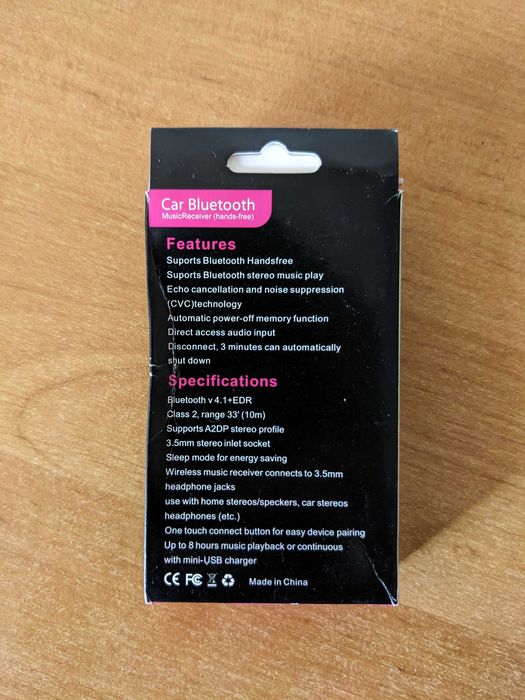 Car Bluetooth
MusicReceiver (hands-free)
Features
Suports Bluetooth Handsfree
Suports Bluetooth stereo music play
Echo cancellation and noise suppression
(CVC)technology
Automatic power-off memory function
Direct access audio input
Disconnect, 3 minutes can automatically
shut down
Specifications
Bluetooth v 4.1+EDR
Class 2, range 33' (10m)
Supports A2DP stereo profile
3.5mm stereo inlet socket
Sleep mode for energy saving
Wireless music receiver connects to 3.5mm
headphone jacks
use with home stereos/speckers, car stereos
headphones (etc.)
One touch connect button for easy device pairing
Up to 8 hours music playback or continuous
with mini-USB charger
CE FC Made in China